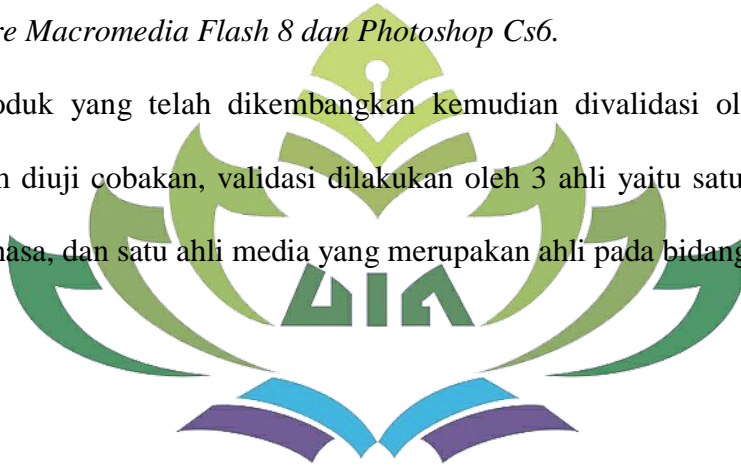 re Macromedia Flash 8 dan Photoshop Cs6.
oduk yang telah dikembangkan kemudian divalidasi ol
n diuji cobakan, validasi dilakukan oleh 3 ahli yaitu satu
nasa, dan satu ahli media yang merupakan ahli pada bidang
UIN